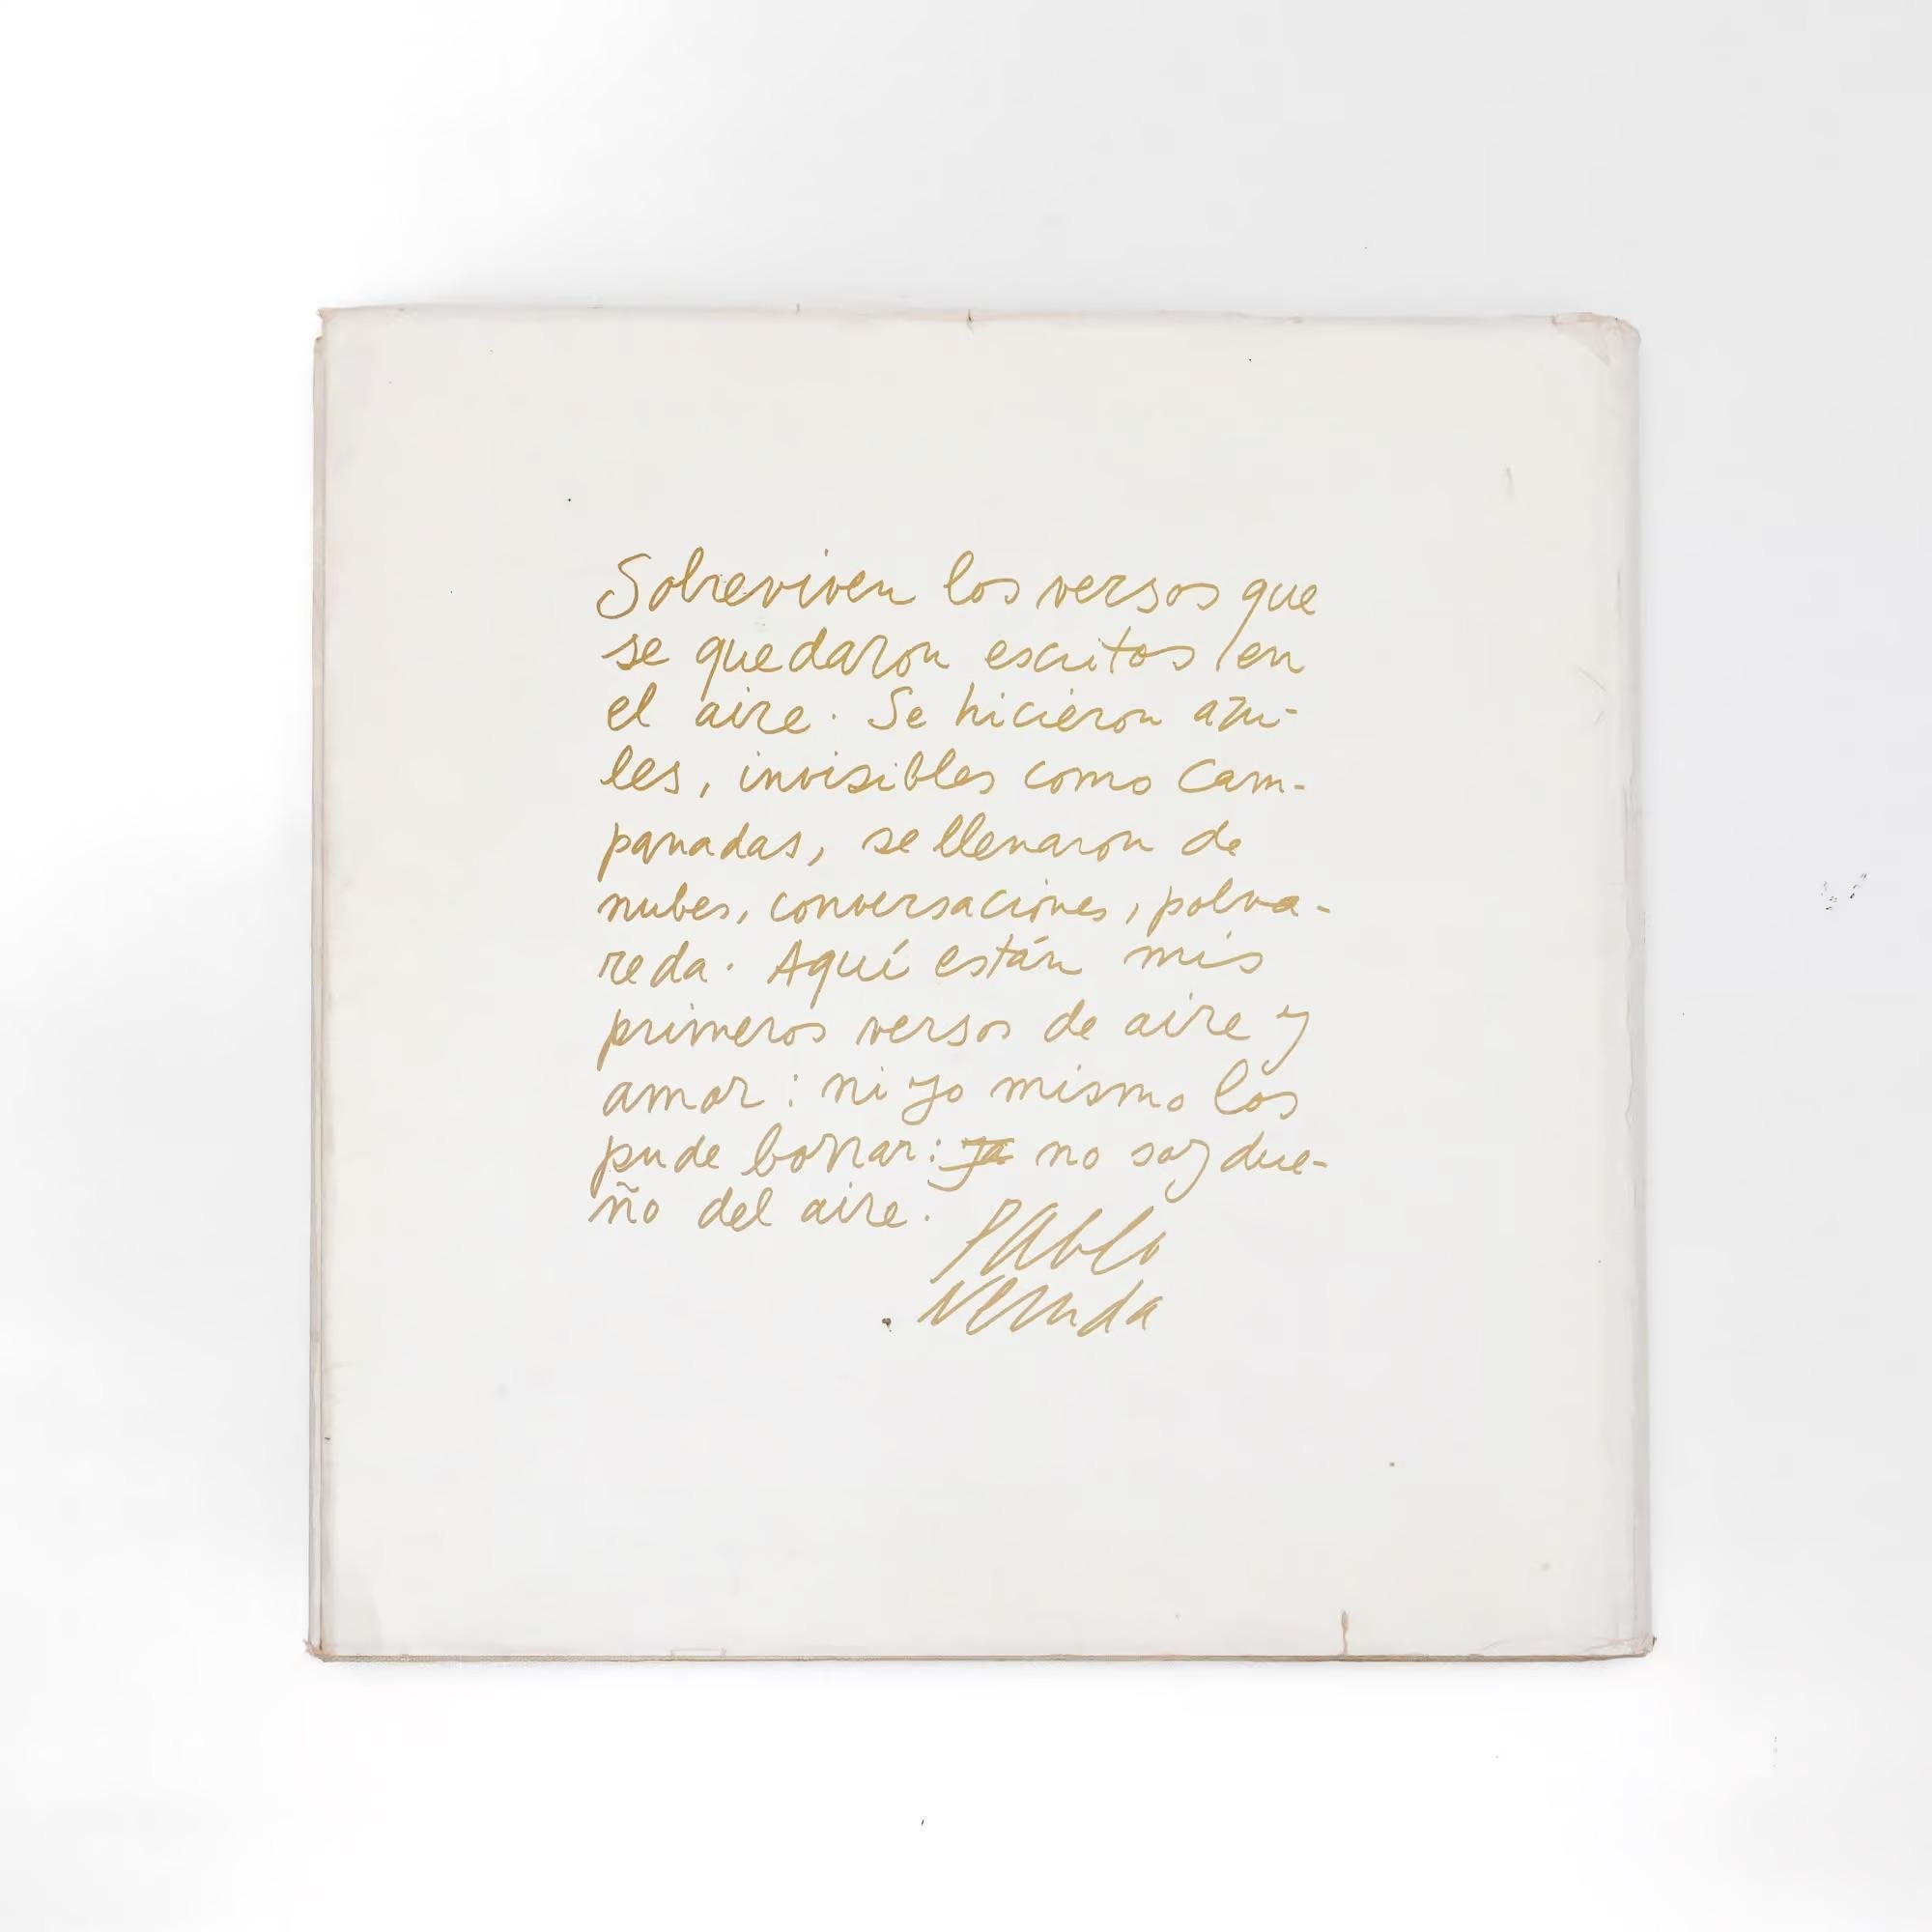 Sobreviven los versos que
se quedaron escritos en
el aire. Se hicieron azu-
les, invisibles como cam-
panadas, se llenaron de
nubes, conversaciones, polva-
reda. Aquí están mis
primeros versos de aire y
amor: ni yo mismo los
pude borrar: ya no soy due-
ño del aire.
Pablo
Neruda